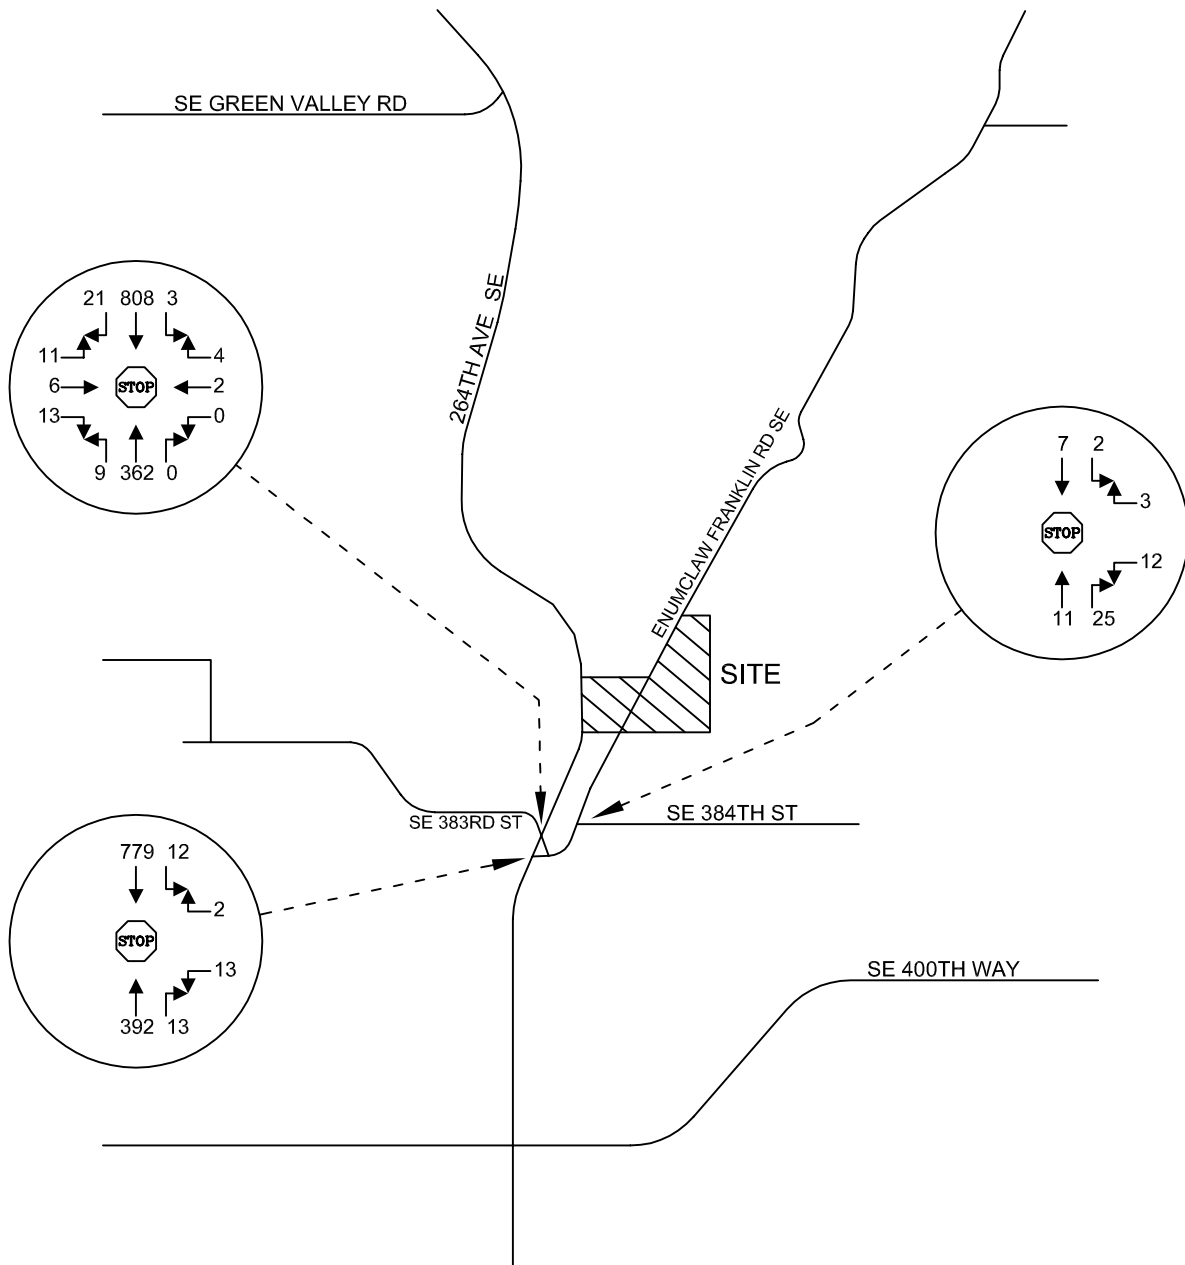 SE GREEN VALLEY RD
264TH AVE SE
21 808 3
11 4
6 STOP 2
13 0
9 362 0
ENUMCLAW FRANKLIN RD SE
7 2
3
STOP
12
11 25
SITE
SE 383RD ST
SE 384TH ST
779 12
2
STOP
13
392 13
SE 400TH WAY